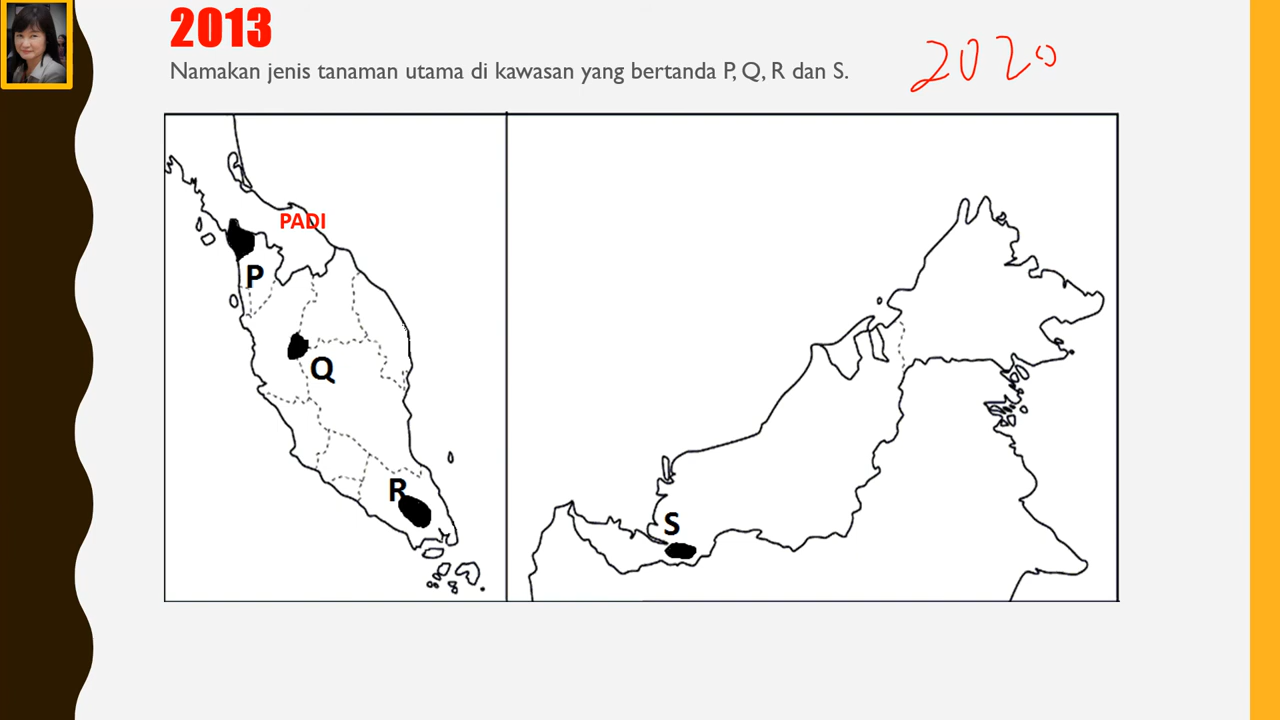 2013
Namakan jenis tanaman utama di kawasan yang bertanda P, Q, R dan S.
2020
PADI
P
Q
R
S